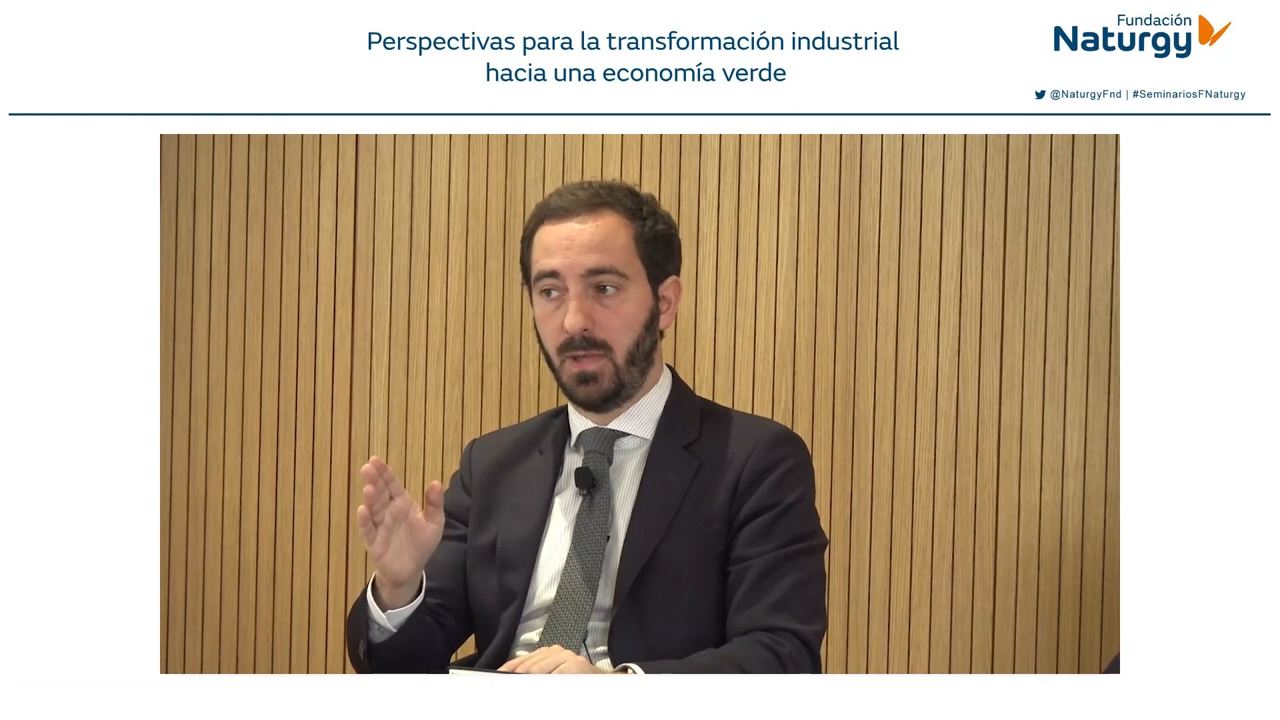 Perspectivas para la transformación industrial
hacia una economía verde
Fundación
Naturgy
@NaturgyFnd | #SeminariosFNaturgy